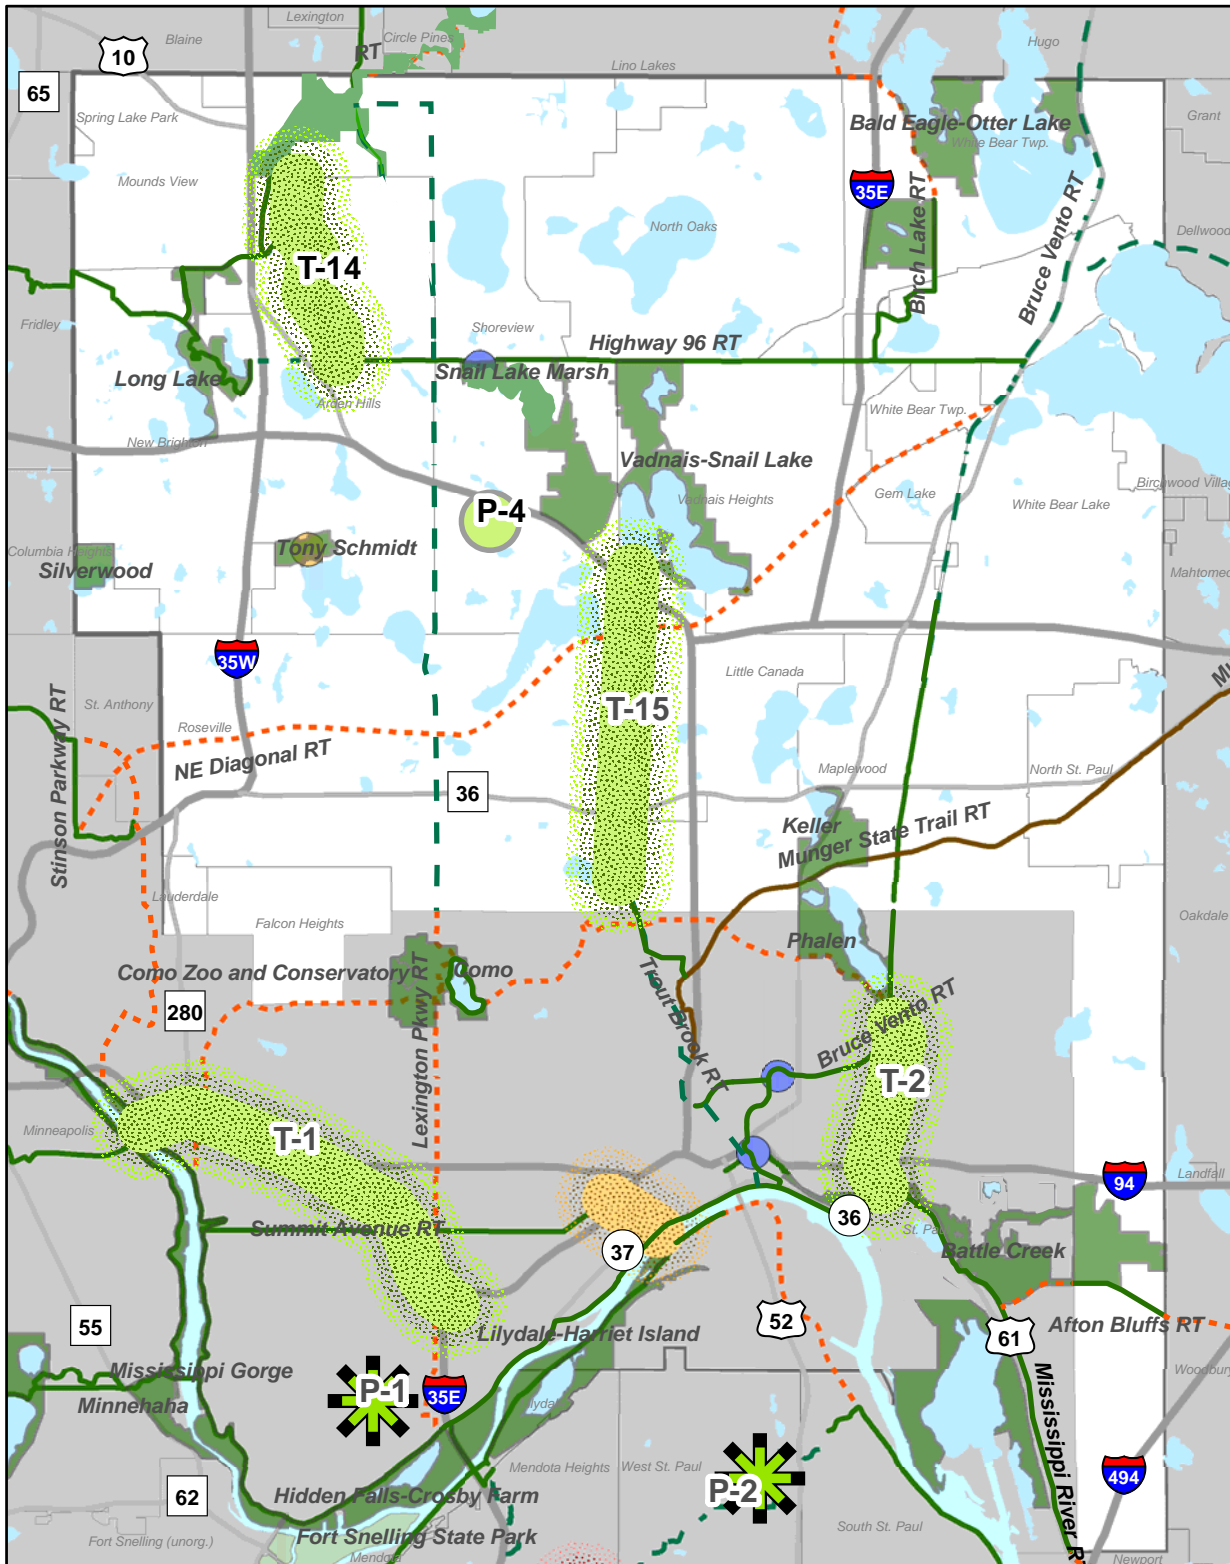 Lexington
Blaine
Circle Pines
Hugo
RT
10
Lino Lakes
65
Grant
Spring Lake Park
Bald Eagle-Otter Lake
White Bear Twp.
Mounds View
35E
Birch Lake RT
Bruce Vento RT
North Oaks
Dellwood
T-14
Fridley
Shoreview
Highway 96 RT
Long Lake
Snail Lake Marsh
Arden Hills
White Bear Twp.
New Brighton
Vadnais-Snail Lake
Vadnais Heights
Gem Lake
White Bear Lake
Birchwood Villag
P-4
Columbia Heights
Tony Schmidt
Silverwood
Mahtomed
35W
Little Canada
Mu
St. Anthony
T-15
Stinson Parkway RT
Roseville
NE Diagonal RT
Maplewood
North St. Paul
36
Keller
Munger State Trail RT
Lauderdale
Falcon Heights
Oakdale
Phalen
Como Zoo and Conservatory
Como
280
Lexington Pkwy RT
Trout Brook RT
Bruce Vento RT
T-2
Minneapolis
T-1
94
Landfall
Summit Avenue RT
36
St. Pau
37
Battle Creek
55
52
61
Afton Bluffs RT
Lilydale-Harriet Island
Mississippi Gorge
Minnehaha
P-1
35E
Woodbury
lydal
Mississippi River R
Mendota Heights
West St. Paul
494
62
Hidden Falls-Crosby Farm
P-2
Fort Snelling (unorg.)
Fort Snelling State Park
South St. Paul
Mendota
Newport